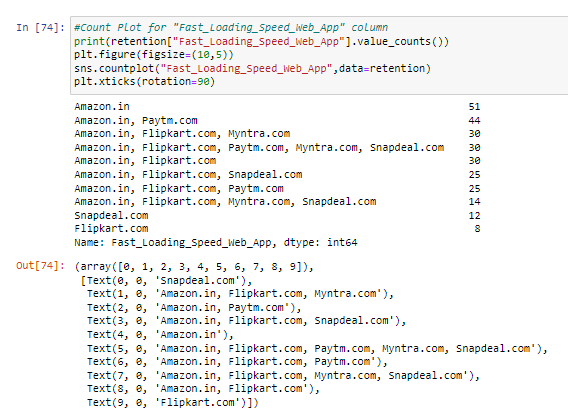 In [74]: #Count Plot for "Fast_Loading_Speed_Web_App" column
print(retention["Fast_Loading_Speed_Web_App"].value_counts())
plt.figure(figsize=(10,5))
sns.countplot("Fast_Loading_Speed_Web_App",data=retention)
plt.xticks(rotation=90)
Amazon.in 51
Amazon.in, Paytm.com 44
Amazon.in, Flipkart.com, Myntra.com 30
Amazon.in, Flipkart.com, Paytm.com, Myntra.com, Snapdeal.com 30
Amazon.in, Flipkart.com 30
Amazon.in, Flipkart.com, Snapdeal.com 25
Amazon.in, Flipkart.com, Paytm.com 25
Amazon.in, Flipkart.com, Myntra.com, Snapdeal.com 14
Snapdeal.com 12
Flipkart.com 8
Name: Fast_Loading_Speed_Web_App, dtype: int64
Out[74]: (array([0, 1, 2, 3, 4, 5, 6, 7, 8, 9]),
[Text(0, 0, 'Snapdeal.com'),
Text(1, 0, 'Amazon.in, Flipkart.com, Myntra.com'),
Text(2, 0, 'Amazon.in, Paytm.com'),
Text(3, 0, 'Amazon.in, Flipkart.com, Snapdeal.com'),
Text(4, 0, 'Amazon.in'),
Text(5, 0, 'Amazon.in, Flipkart.com, Paytm.com, Myntra.com, Snapdeal.com'),
Text(6, 0, 'Amazon.in, Flipkart.com, Paytm.com'),
Text(7, 0, 'Amazon.in, Flipkart.com, Myntra.com, Snapdeal.com'),
Text(8, 0, 'Amazon.in, Flipkart.com'),
Text(9, 0, 'Flipkart.com')])